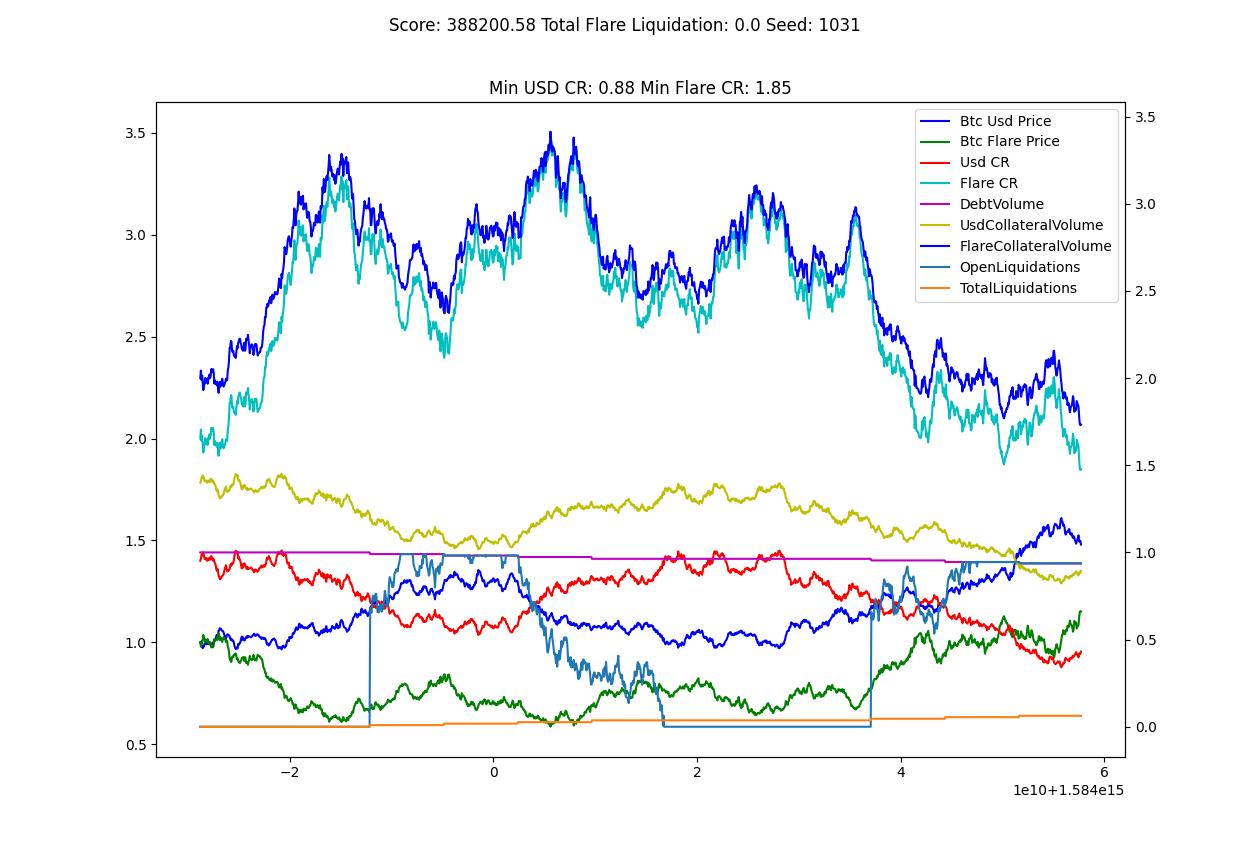 Score: 388200.58 Total Flare Liquidation: 0.0 Seed: 1031
Min USD CR: 0.88 Min Flare CR: 1.85
3.5
3.0
2.5
2.0
1.5
1.0
0.5
Btc Usd Price
Btc Flare Price
Usd CR
Flare CR
DebtVolume
UsdCollateralVolume
FlareCollateralVolume
OpenLiquidations
TotalLiquidations
3.5
3.0
2.5
2.0
1.5
1.0
0.5
0.0
−2 0 2 4 6
1e10+1.584e15